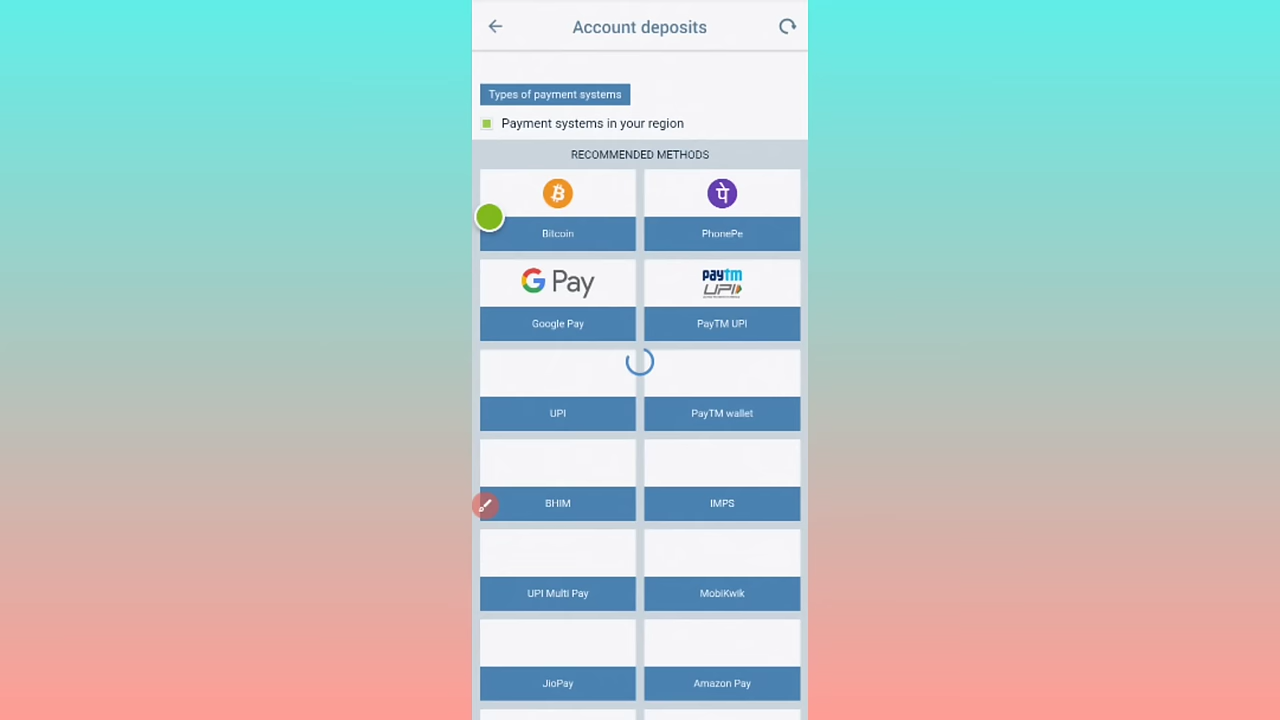 Account deposits
Types of payment systems
Payment systems in your region
RECOMMENDED METHODS
पे
Bitcoin
PhonePe
G Pay
paytm
UPI
Google Pay
PayTM UPI
UPI
PayTM wallet
BHIM
IMPS
UPI Multi Pay
MobiKwik
JioPay
Amazon Pay